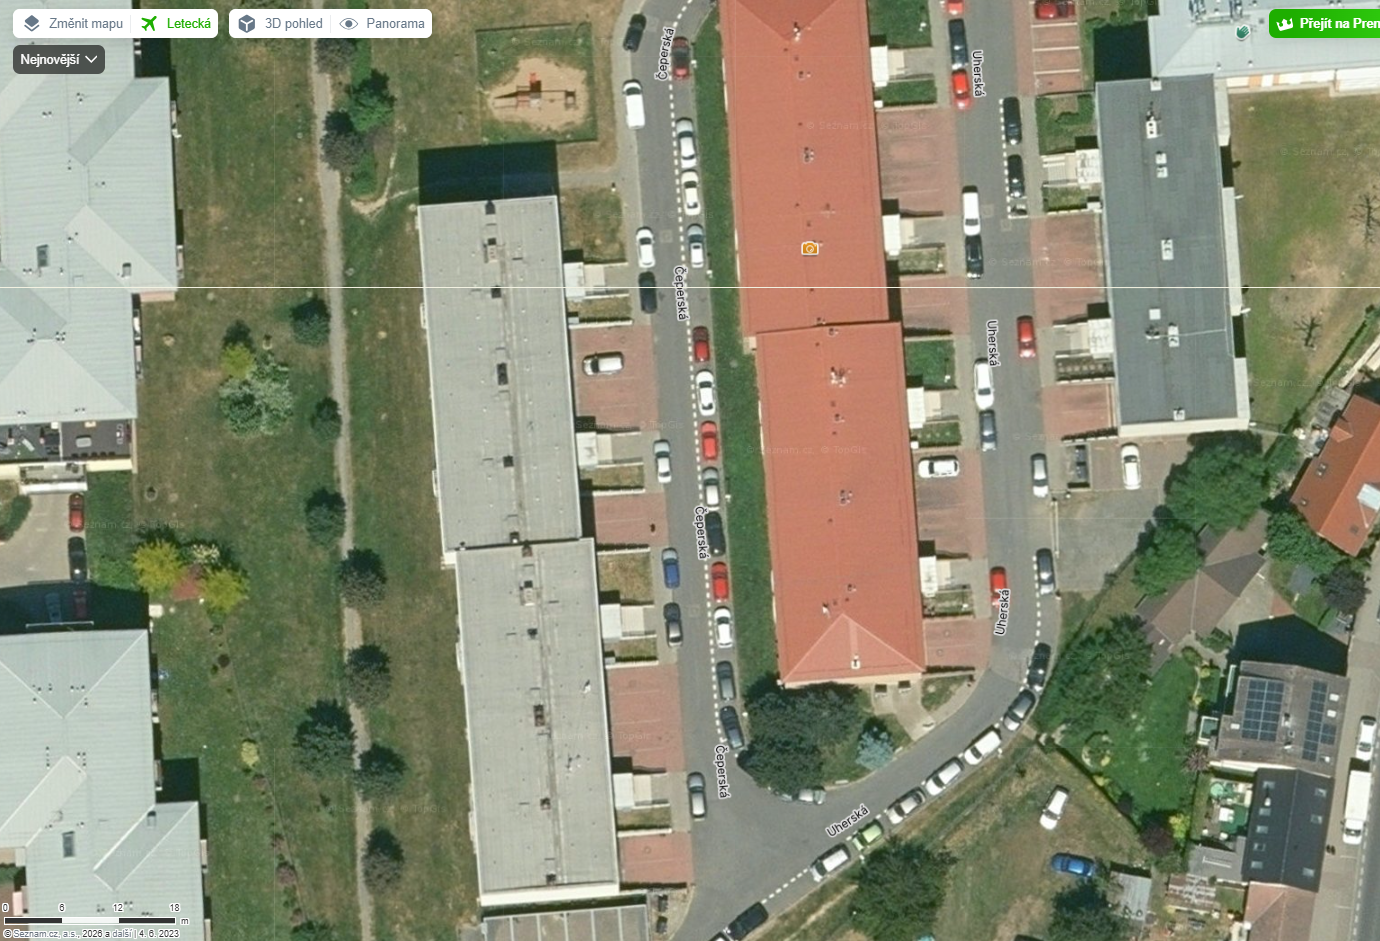 Změnit mapu
Letecká
3D pohled
Panorama
Přejít na Pren
Nejnovější
Čeperská
Uherská
Čeperská
Uherská
Čeperská
Uherská
Čeperská
Uherská
0 6 12 18 m
© Seznam.cz, a.s., 2026 a další | 4. 6. 2023